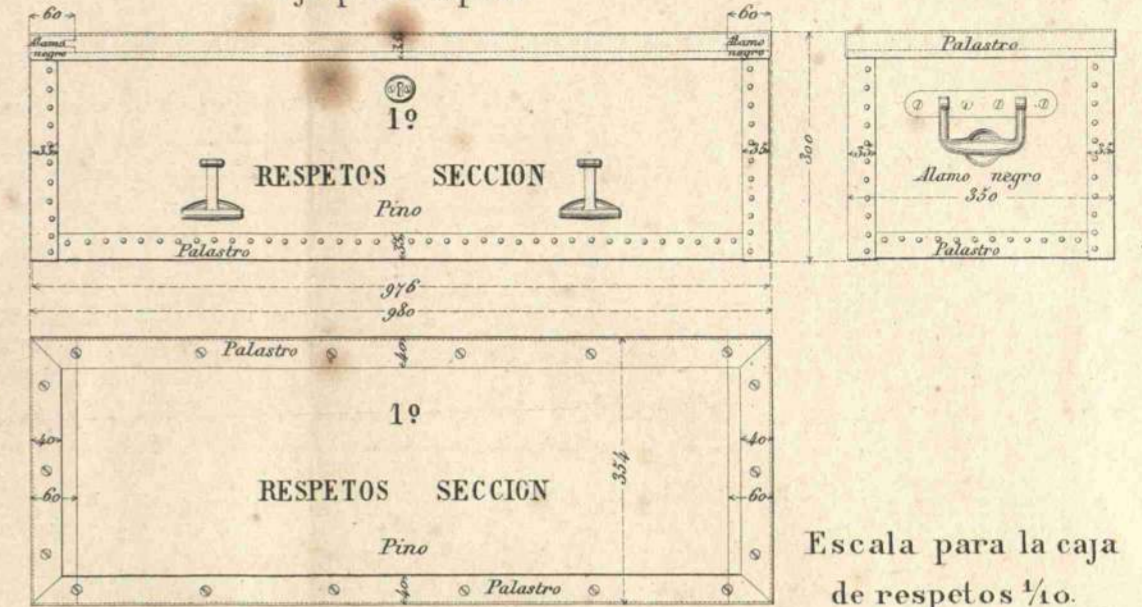 60
60
Alamo
negro
30
Alamo
negro
1º
35
35
RESPETOS SECCION
Pino
Palastro
35
976
980
Palastro
300
35
35
Alamo negro
350
Palastro
Palastro
40
1º
40
40
354
RESPETOS SECCION
60
60
Pino
Palastro
40
Escala para la caja
de respetos 1/10.